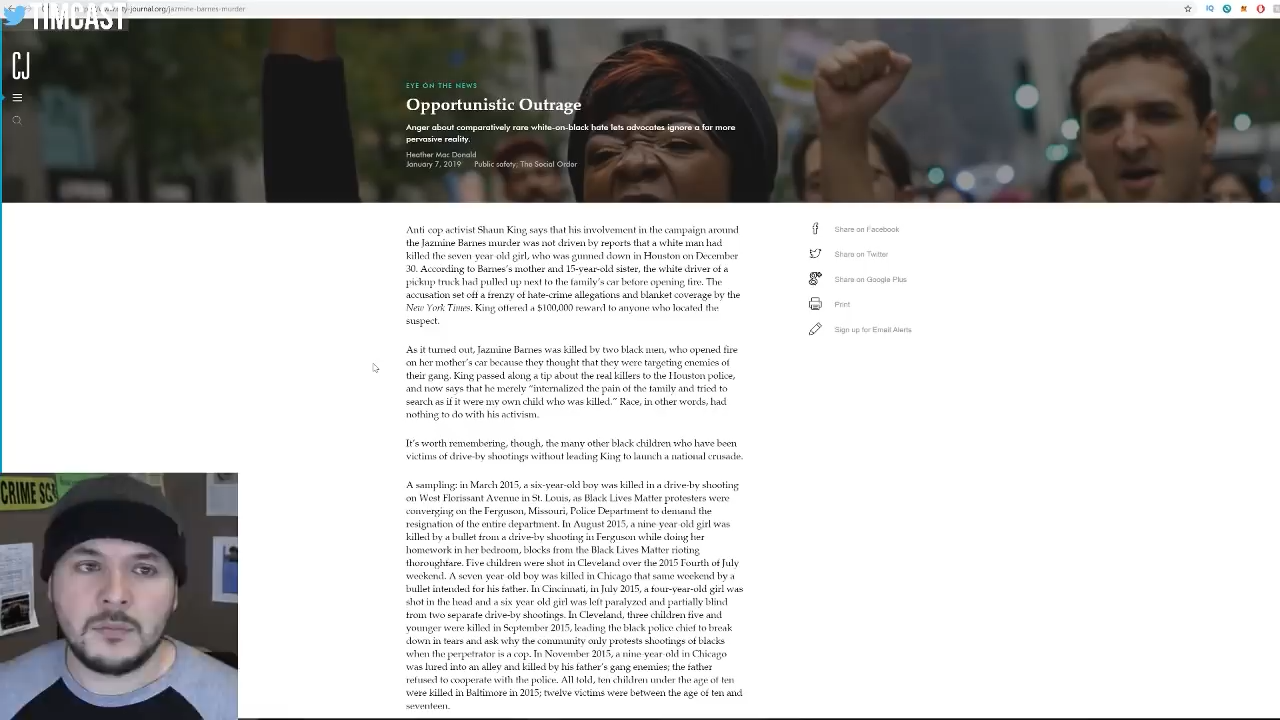 TIMCAST
-journal.org/jazmine-barnes-murder
CJ
EYE ON THE NEWS
Opportunistic Outrage
Anger about comparatively rare white-on-black hate lets advocates ignore a far more
pervasive reality.
Heather Mac Donald
January 7, 2019 Public safety; The Social Order
Anti cop activist Shaun King says that his involvement in the campaign around
the Jazmine Barnes murder was not driven by reports that a white man had
killed the seven year-old girl, who was gunned down in Houston on December
30. According to Barnes's mother and 15-year-old sister, the white driver of a
pickup truck had pulled up next to the family's car before opening fire. The
accusation set off a frenzy of hate-crime allegations and blanket coverage by the
New York Times. King offered a $100,000 reward to anyone who located the
suspect.
As it turned out, Jazmine Barnes was killed by two black men, who opened fire
on her mother's car because they thought that they were targeting enemies of
their gang. King passed along a tip about the real killers to the Houston police,
and now says that he merely "internalized the pain of the family and tried to
search as if it were my own child who was killed." Race, in other words, had
nothing to do with his activism.
It's worth remembering, though, the many other black children who have been
victims of drive-by shootings without leading King to launch a national crusade.
A sampling: in March 2015, a six-year-old boy was killed in a drive-by shooting
on West Florissant Avenue in St. Louis, as Black Lives Matter protesters were
converging on the Ferguson, Missouri, Police Department to demand the
resignation of the entire department. In August 2015, a nine year-old girl was
killed by a bullet from a drive-by shooting in Ferguson while doing her
homework in her bedroom, blocks from the Black Lives Matter rioting
thoroughfare. Five children were shot in Cleveland over the 2015 Fourth of July
weekend. A seven year-old boy was killed in Chicago that same weekend by a
bullet intended for his father. In Cincinnati, in July 2015, a four-year-old girl was
shot in the head and a six year old girl was left paralyzed and partially blind
from two separate drive-by shootings. In Cleveland, three children five and
younger were killed in September 2015, leading the black police chief to break
down in tears and ask why the community only protests shootings of blacks
when the perpetrator is a cop. In November 2015, a nine year-old in Chicago
was lured into an alley and killed by his father's gang enemies; the father
refused to cooperate with the police. All told, ten children under the age of ten
were killed in Baltimore in 2015; twelve victims were between the age of ten and
seventeen.
Share on Facebook
Share on Twitter
Share on Google Plus
Print
Sign up for Email Alerts
CRIME SC